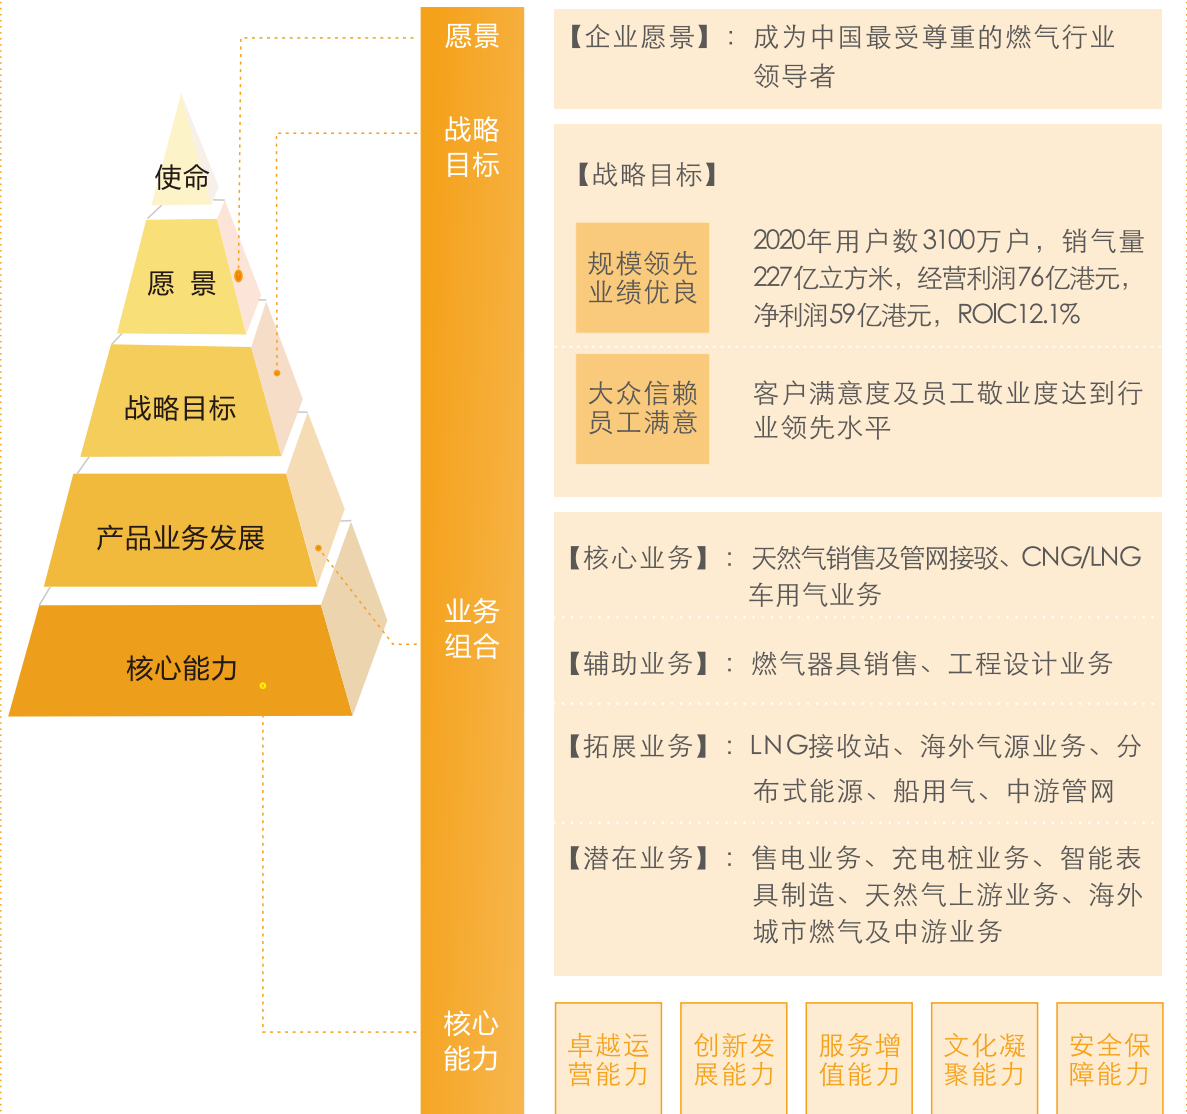 使命
愿 景
战略目标
产品业务发展
核心能力
愿景
【企业愿景】: 成为中国最受尊重的燃气行业
领导者
战略
目标
【战略目标】
规模领先
业绩优良
2020年用户数3100万户，销气量
227亿立方米，经营利润76亿港元，
净利润59亿港元，ROIC12.1%
大众信赖
员工满意
客户满意度及员工敬业度达到行
业领先水平
业务
组合
【核心业务】: 天然气销售及管网接驳、CNG/LNG
车用气业务
【辅助业务】: 燃气器具销售、工程设计业务
【拓展业务】: LNG接收站、海外气源业务、分
布式能源、船用气、中游管网
【潜在业务】: 售电业务、充电桩业务、智能表
具制造、天然气上游业务、海外
城市燃气及中游业务
核心
能力
卓越运
营能力
创新发
展能力
服务增
值能力
文化凝
聚能力
安全保
障能力